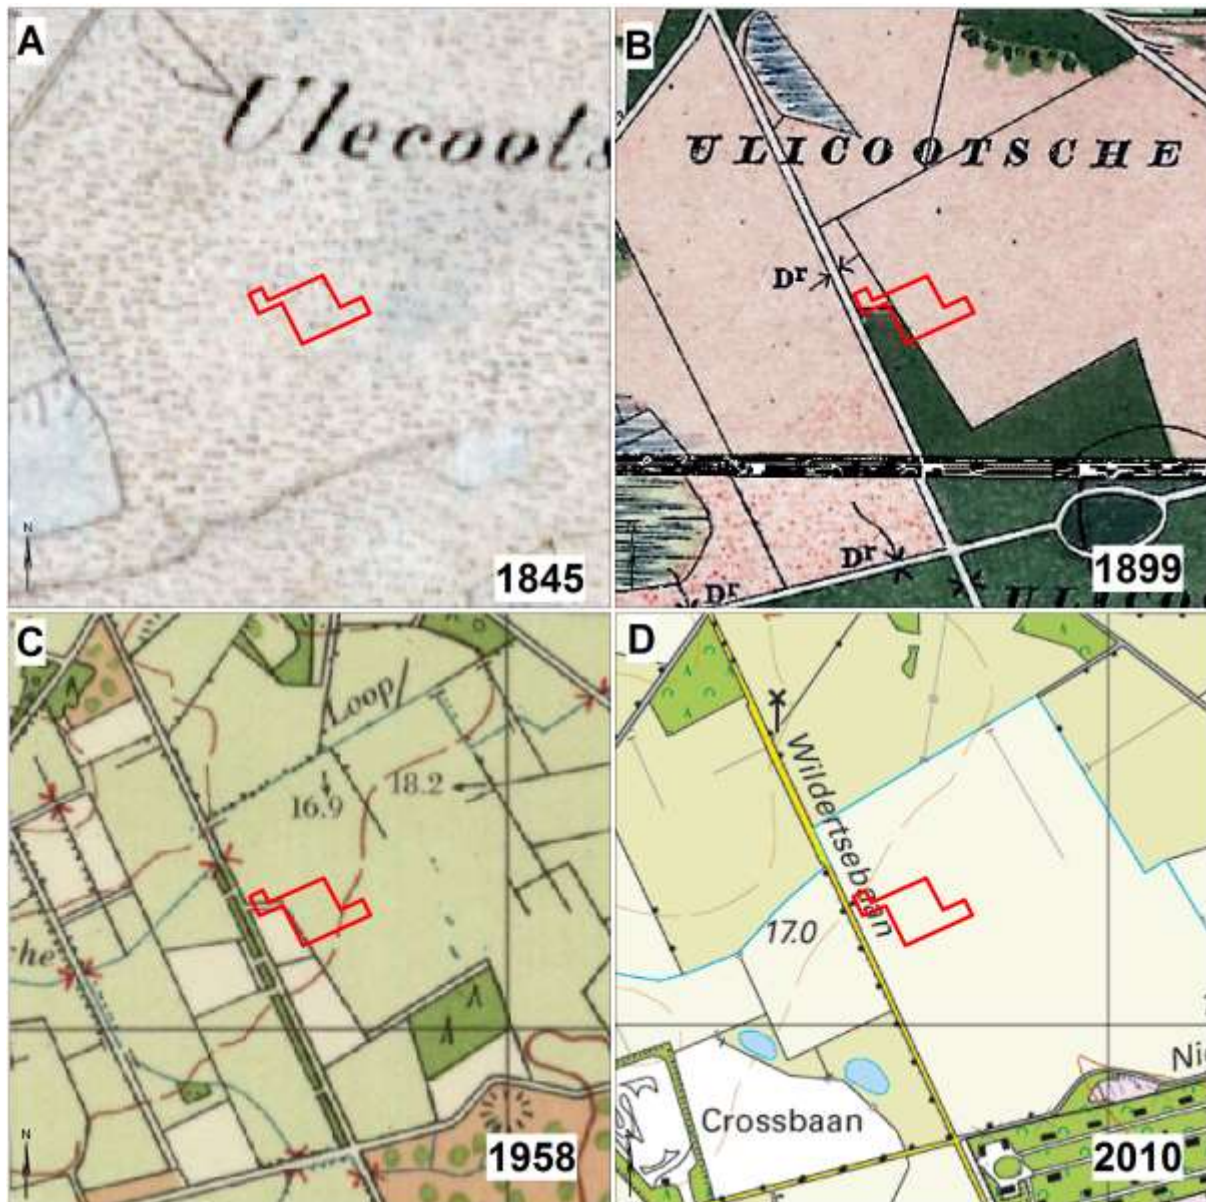 A
Ulecoots
N
1845
B
ULICOOTSCHE
Dr
Dr
Dr
1899
C
Loop
18.2
16.9
che
N
1958
D
Wildertsebaan
17.0
Crossbaan
Ni
2010